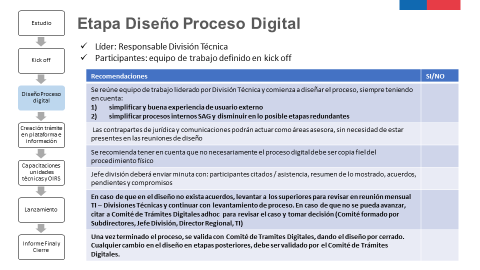 Etapa Diseño Proceso Digital
Estudio
Kick off
Diseño Proceso
digital
Creación trámite
en plataforma e
información
Capacitaciones
unidades
técnicas y OIRS
Lanzamiento
Informe Final y
Cierre
✓ Líder: Responsable División Técnica
✓ Participantes: equipo de trabajo definido en kick off
Recomendaciones SI/NO
Se reúne equipo de trabajo liderado por División Técnica y comienza a diseñar el proceso, siempre teniendo
en cuenta:
1) simplificar y buena experiencia de usuario externo
2) simplificar procesos internos SAG y disminuir en lo posible etapas redundantes
Las contrapartes de jurídica y comunicaciones podrán actuar como áreas asesora, sin necesidad de estar
presentes en las reuniones de diseño
Se recomienda tener en cuenta que no necesariamente el proceso digital debe ser copia fiel del
procedimiento físico
Jefe división deberá enviar minuta con: participantes citados / asistencia, resumen de lo mostrado, acuerdos,
pendientes y compromisos
En caso de que en el diseño no exista acuerdos, levantar a los superiores para revisar en reunión mensual
TI – Divisiones Técnicas y continuar con levantamiento de proceso. En caso de que no se pueda avanzar,
citar a Comité de Trámites Digitales adhoc para revisar el caso y tomar decisión (Comité formado por
Subdirectores, Jefe División, Director Regional, TI)
Una vez terminado el proceso, se valida con Comité de Tramites Digitales, dando el diseño por cerrado.
Cualquier cambio en el diseño en etapas posteriores, debe ser validado por el Comité de Trámites
Digitales.